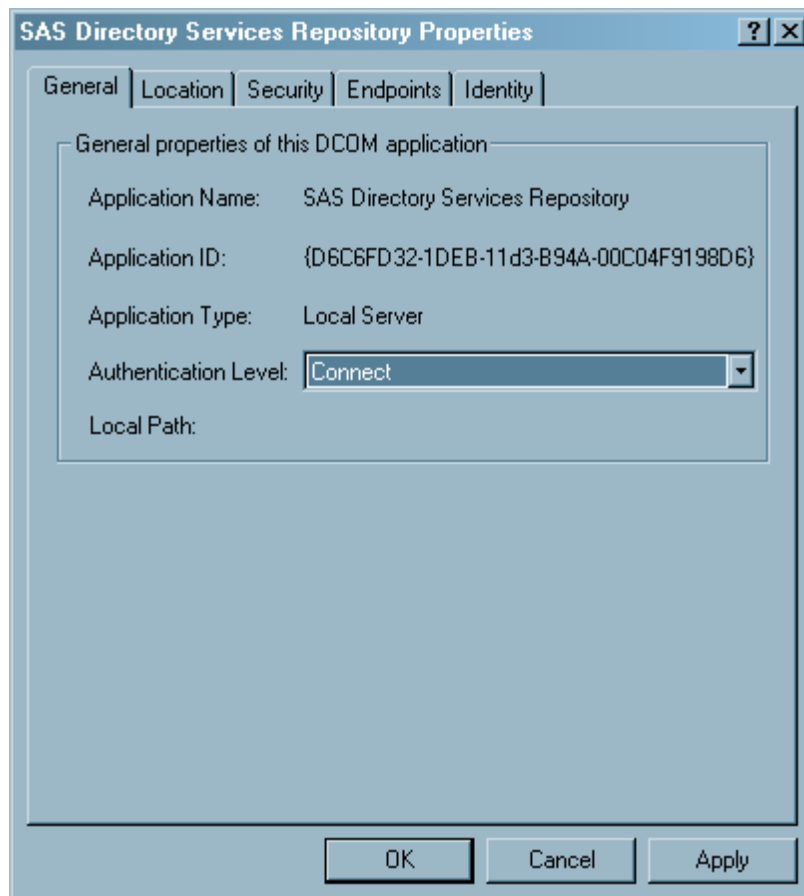 SAS Directory Services Repository Properties
General Location Security Endpoints Identity
General properties of this DCOM application
Application Name: SAS Directory Services Repository
Application ID: {D6C6FD32-1DEB-11d3-B94A-00C04F9198D6}
Application Type: Local Server
Authentication Level: Connect
Local Path:
OK Cancel Apply